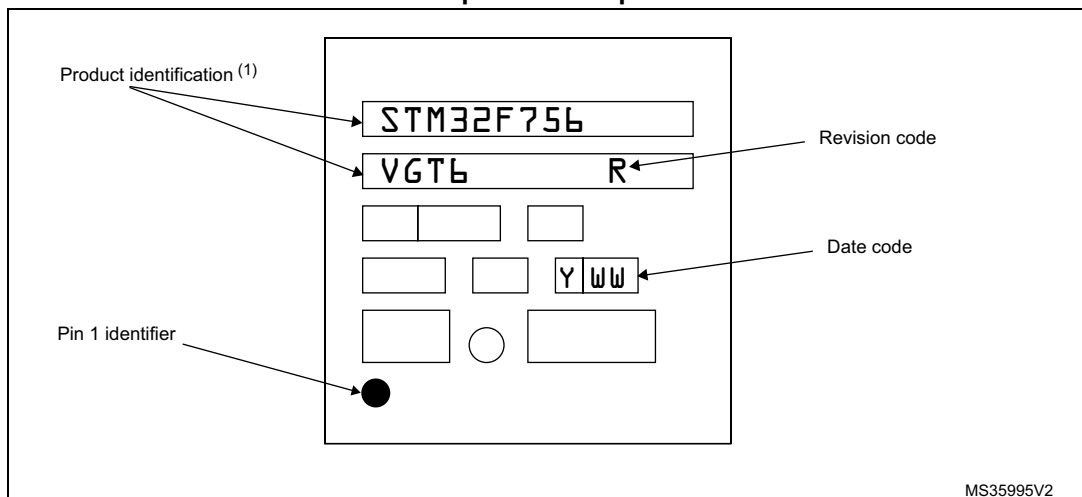 Product identification (1)
STM32F756
Revision code
VGT6 R
Date code
Y WW
Pin 1 identifier
MS35995V2